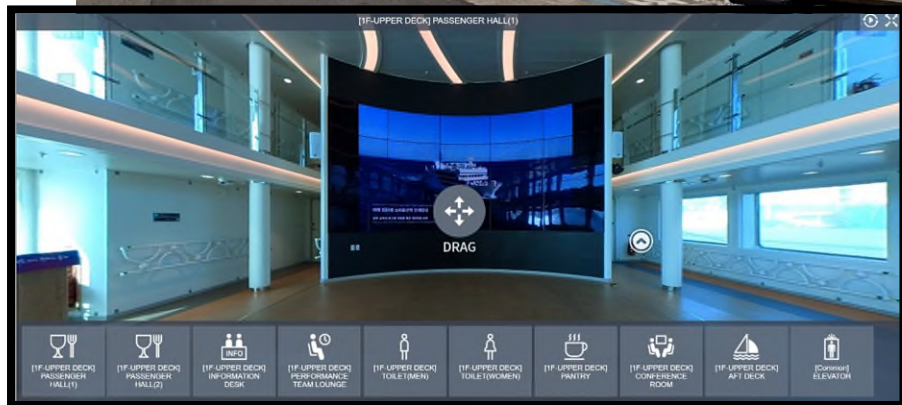 [1F-UPPER DECK] PASSENGER HALL(1)
DRAG
[1F-UPPER DECK]
PASSENGER
HALL(1)
[1F-UPPER DECK]
PASSENGER
HALL(2)
INFO
[1F-UPPER DECK]
INFORMATION
DESK
[1F-UPPER DECK]
PERFORMANCE
TEAM LOUNGE
[1F-UPPER DECK]
TOILET(MEN)
[1F-UPPER DECK]
TOILET(WOMEN)
[1F-UPPER DECK]
PANTRY
[1F-UPPER DECK]
CONFERENCE
ROOM
[1F-UPPER DECK]
AFT DECK
[Common]
ELEVATOR